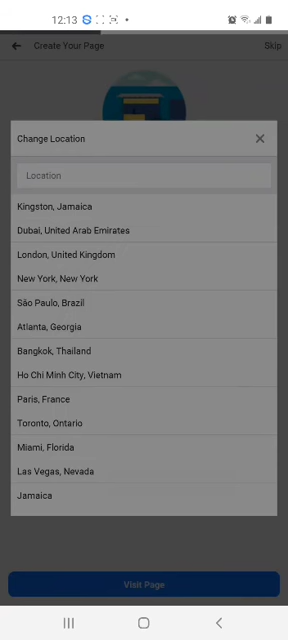 12:13
Create Your Page
Skip
Change Location
Location
Kingston, Jamaica
Dubai, United Arab Emirates
London, United Kingdom
New York, New York
São Paulo, Brazil
Atlanta, Georgia
Bangkok, Thailand
Ho Chi Minh City, Vietnam
Paris, France
Toronto, Ontario
Miami, Florida
Las Vegas, Nevada
Jamaica
Visit Page